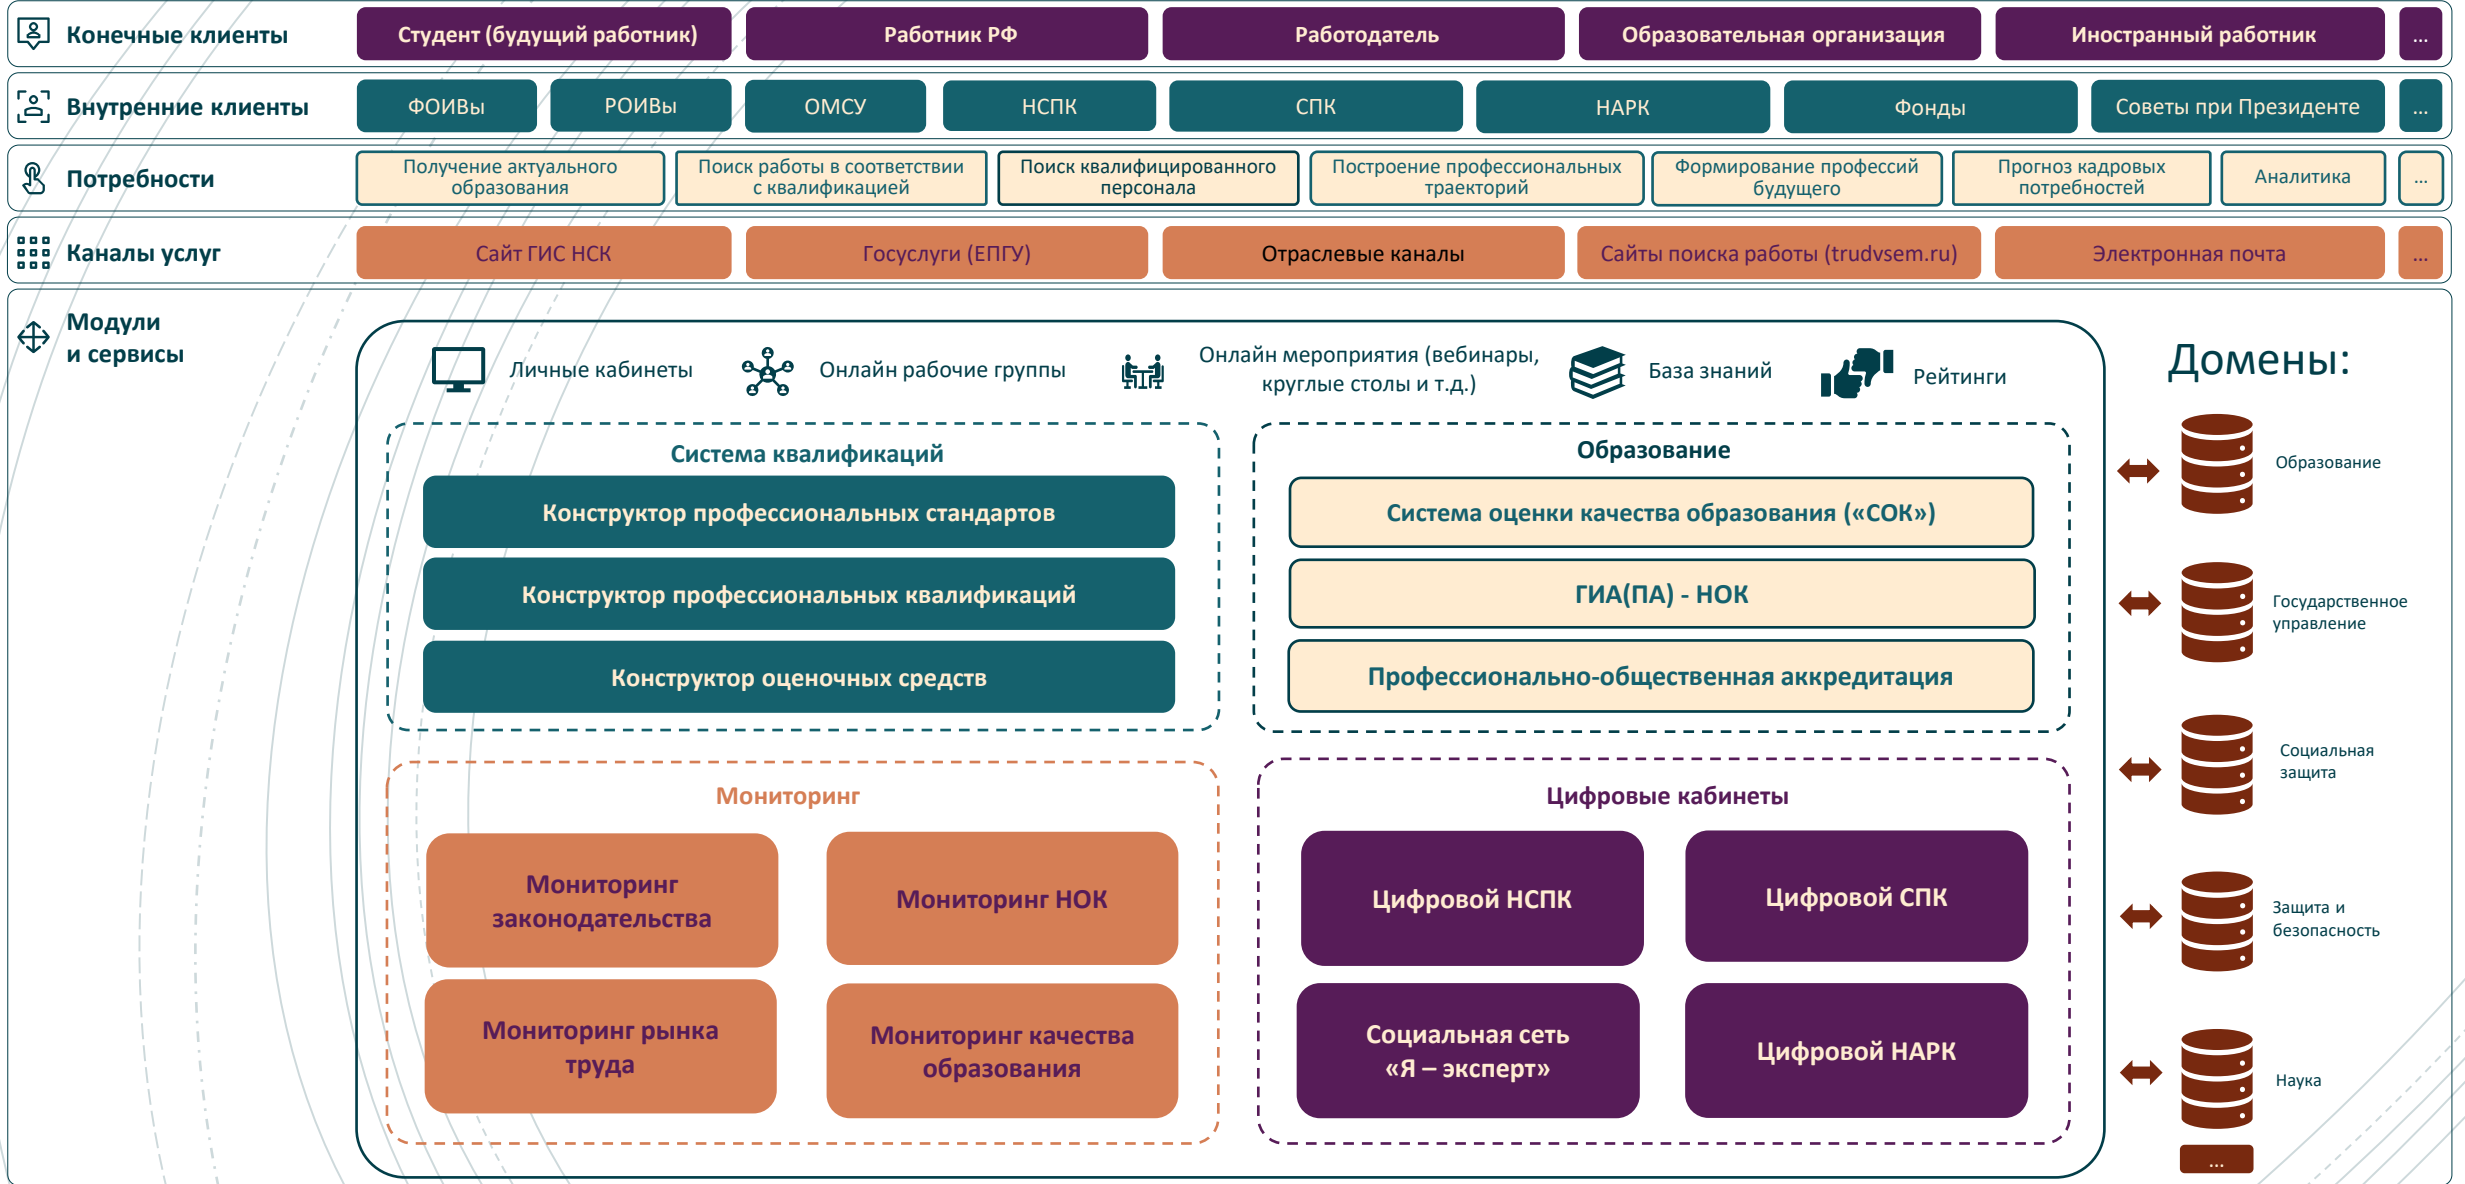 Конечные клиенты
Студент (будущий работник)
Работник РФ
Работодатель
Образовательная организация
Иностранный работник
...
Внутренние клиенты
ФОИВы
РОИВы
ОМСУ
НСПК
СПК
НАРК
Фонды
Советы при Президенте
...
Потребности
Получение актуального
образования
Поиск работы в соответствии
с квалификацией
Поиск квалифицированного
персонала
Построение профессиональных
траекторий
Формирование профессий
будущего
Прогноз кадровых
потребностей
Аналитика
...
Каналы услуг
Сайт ГИС НСК
Госуслуги (ЕПГУ)
Отраслевые каналы
Сайты поиска работы (trudvsem.ru)
Электронная почта
...
Модули
и сервисы
Личные кабинеты
Онлайн рабочие группы
Онлайн мероприятия (вебинары,
круглые столы и т.д.)
База знаний
Рейтинги
Система квалификаций
Конструктор профессиональных стандартов
Конструктор профессиональных квалификаций
Конструктор оценочных средств
Образование
Система оценки качества образования («СОК»)
ГИА(ПА) - НОК
Профессионально-общественная аккредитация
Мониторинг
Мониторинг
законодательства
Мониторинг НОК
Мониторинг рынка
труда
Мониторинг качества
образования
Цифровые кабинеты
Цифровой НСПК
Цифровой СПК
Социальная сеть
«Я – эксперт»
Цифровой НАРК
Домены:
Образование
Государственное
управление
Социальная
защита
Защита и
безопасность
Наука
...